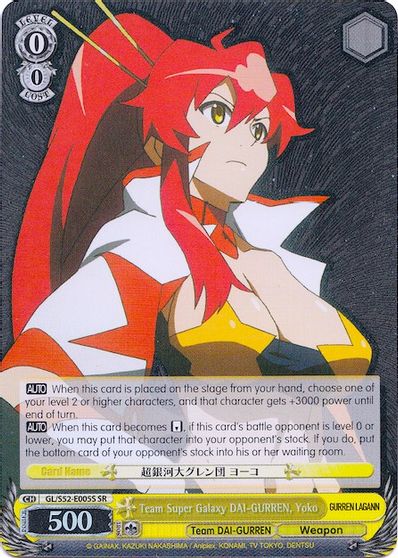 LEVEL
0
0
COST
[AUTO] When this card is placed on the stage from your hand, choose one of
your level 2 or higher characters, and that character gets +3000 power until
end of turn.
[AUTO] When this card becomes [ ], if this card's battle opponent is level 0 or
lower, you may put that character into your opponent's stock. If you do, put
the bottom card of your opponent's stock into his or her waiting room.
Card Name
超銀河大グレン団 ヨーコ
CH
GL/S52-E005S SR
Team Super Galaxy DAI-GURREN, Yoko
GURREN LAGANN
POWER
500
SOUL
Team DAI-GURREN
Weapon
© GAINAX, KAZUKI NAKASHIMA / Aniplex, KONAMI, TV TOKYO, DENTSU